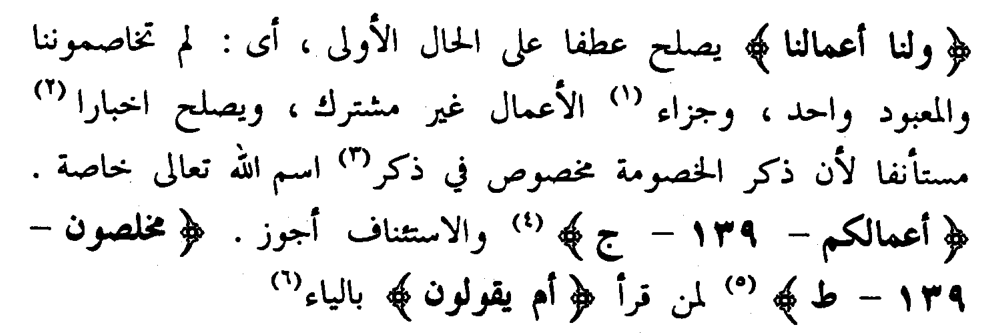 ﴿ ولنا أعمالنا ﴾ يصلح عطفا على الحال الأولى ، أى : لم تخاصموننا
والمعبود واحد ، وجزاء (١) الأعمال غير مشترك ، ويصلح اخبارا (٢)
مستأنفا لأن ذكر الخصومة مخصوص في ذكر (٣) اسم الله تعالى خاصة .
﴿ أعمالكم – ١٣٩ – ج ﴾ (٤) والاستئناف أجوز . ﴿ مخلصون –
١٣٩ – ط ﴾ (٥) لمن قرأ ﴿ أم يقولون ﴾ بالياء (٦)